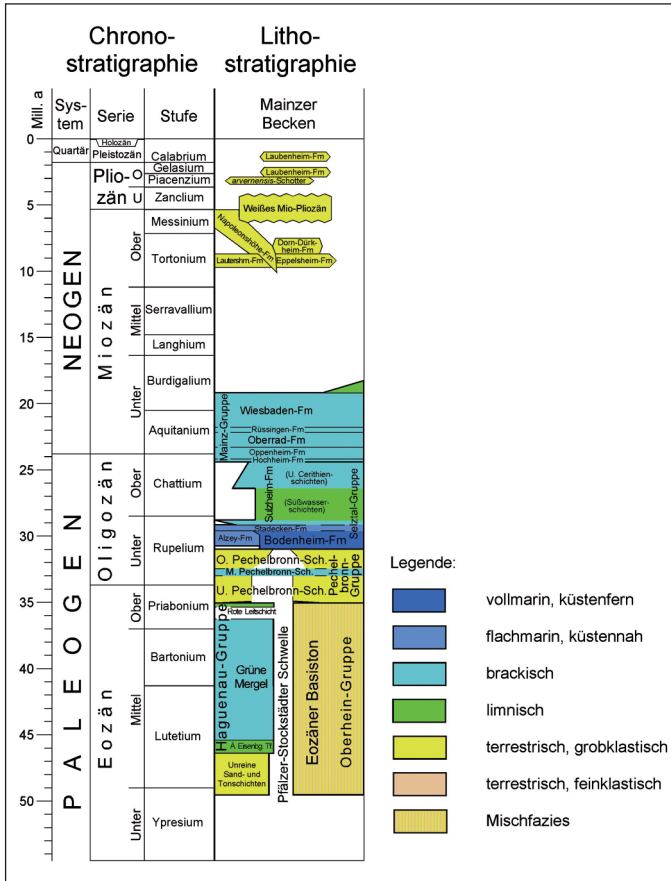 Chrono-
stratigraphie
Litho-
stratigraphie
Mill. a
Sys-
tem
Serie
Stufe
Mainzer
Becken
0
5
10
15
20
25
30
35
40
45
50
Quartär
NEOGEN
PALEOGEN
Holozän
Pleistozän
Plio-
zän
O
U
Miozän
Ober
Mittel
Unter
Oligozän
Ober
Unter
Eozän
Ober
Mittel
Unter
Calabrium
Gelasium
Piacenzium
Zanclium
Messinium
Tortonium
Serravallium
Langhium
Burdigalium
Aquitanium
Chattium
Rupelium
Priabonium
Bartonium
Lutetium
Ypresium
Laubenheim-Fm
Laubenheim-Fm
arvernensis-Schotter
Weißes Mio-Pliozän
Napoleonshöhe-Fm
Dorn-Dürk-
heim-Fm
Lautershm.-Fm
Eppelsheim-Fm
Mainz-Gruppe
Wiesbaden-Fm
Rüssingen-Fm
Oberrad-Fm
Oppenheim-Fm
Hochheim-Fm
Sulzheim-Fm
(U. Cerithien-
schichten)
(Süßwasser-
schichten)
Selztal-Gruppe
Stadecken-Fm
Alzey-Fm
Bodenheim-Fm
O. Pechelbronn-Sch.
M. Pechelbronn-Sch.
U. Pechelbronn-Sch.
Pechel-
bronn-
Gruppe
Rote Leitschicht
Haguenau-Gruppe
Grüne
Mergel
Ä. Eisenbg. Tf
Unreine
Sand- und
Tonschichten
Pfälzer-Stockstädter Schwelle
Eozäner Basiston
Oberhein-Gruppe
Legende:
vollmarin, küstenfern
flachmarin, küstennah
brackisch
limnisch
terrestrisch, grobklastisch
terrestrisch, feinklastisch
Mischfazies